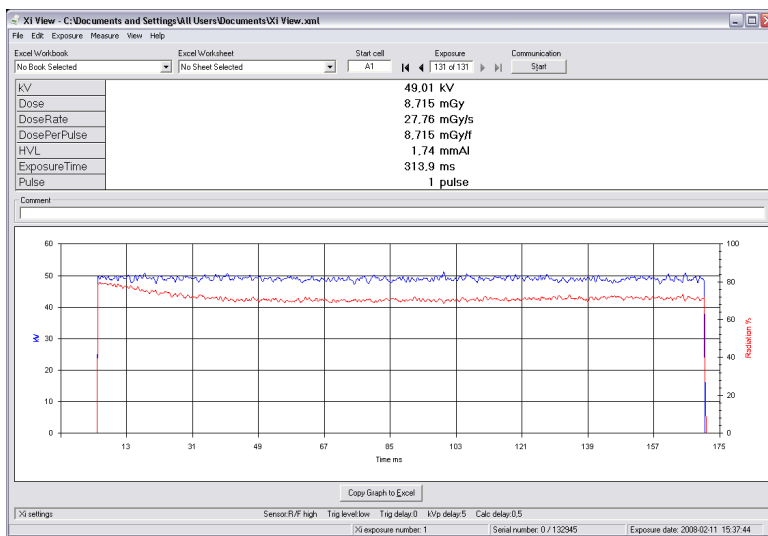 Xi View - C:\Documents and Settings\All Users\Documents\Xi View.xml
File Edit Exposure Measure View Help
Excel Workbook Excel Worksheet Start cell Exposure Communication
No Book Selected No Sheet Selected A1 131 of 131 Start
kV 49,01 kV
Dose 8,715 mGy
DoseRate 27,76 mGy/s
DosePerPulse 8,715 mGy/f
HVL 1,74 mmAl
ExposureTime 313,9 ms
Pulse 1 pulse
Comment
60 100
50 80
40 60
30
kV Radiation %
20 40
10 20
0 0
13 31 49 67 85 103 121 139 157 175
Time ms
Copy Graph to Excel
Xi settings Sensor:R/F high Trig level:low Trig delay:0 kVp delay:5 Calc delay:0,5
Xi exposure number: 1 Serial number: 0 / 132945 Exposure date: 2008-02-11 15:37:44